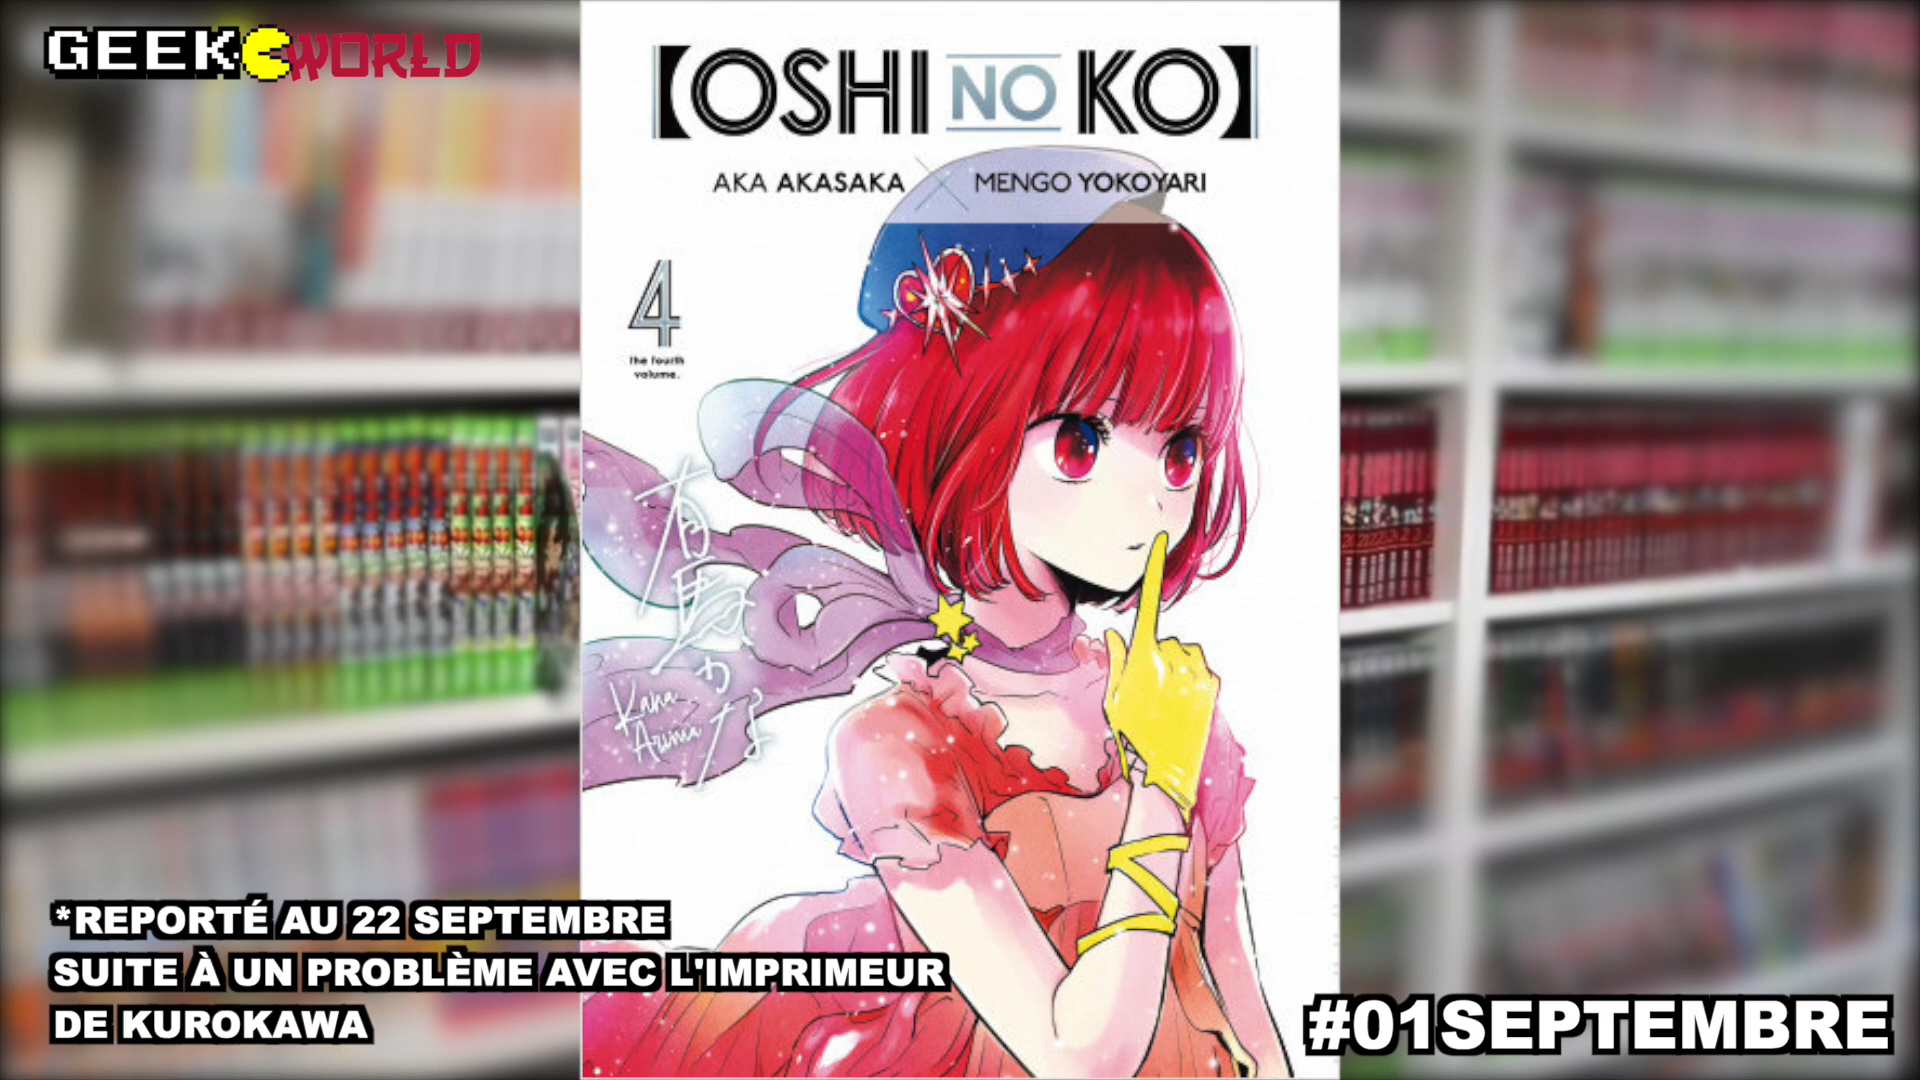 GEEK WORLD
【OSHI NO KO】
AKA AKASAKA × MENGO YOKOYARI
4
the fourth
volume.
有馬かな
Kana
Arima
*REPORTÉ AU 22 SEPTEMBRE
SUITE À UN PROBLÈME AVEC L'IMPRIMEUR
DE KUROKAWA
#01SEPTEMBRE